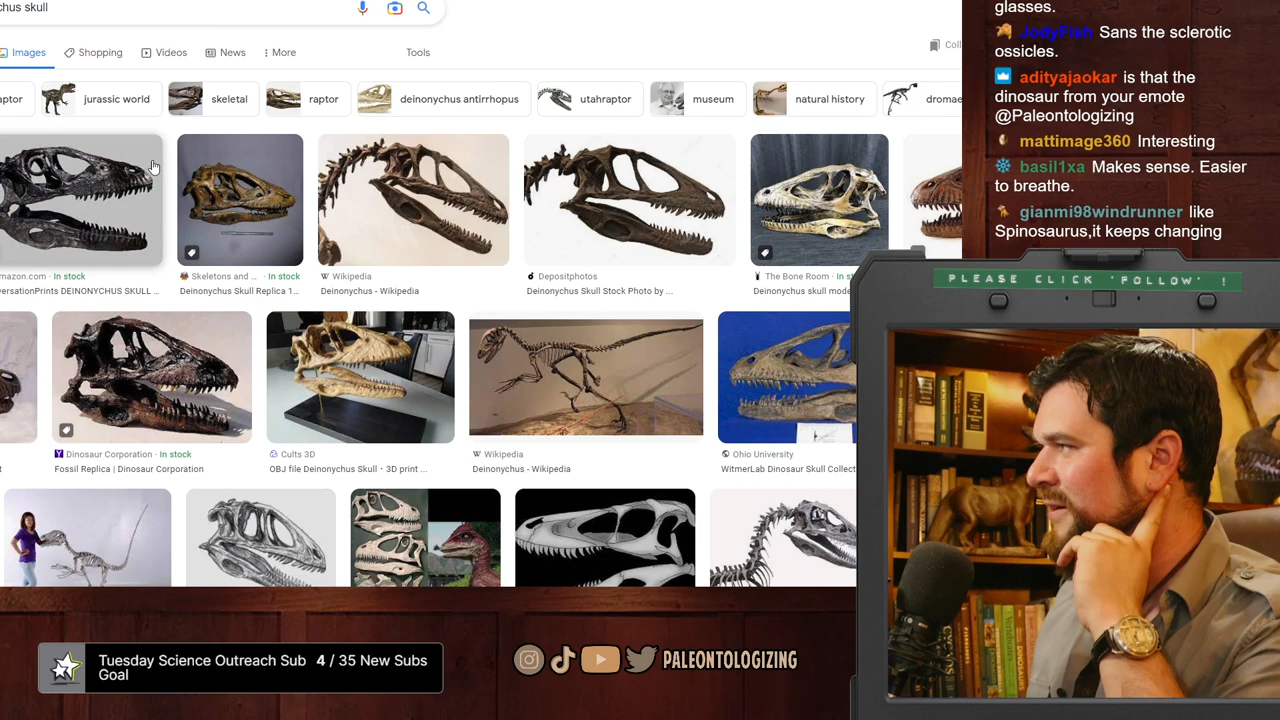 chus skull
Images
Shopping
Videos
News
More
Tools
Coll
aptor
jurassic world
skeletal
raptor
deinonychus antirrhopus
utahraptor
museum
natural history
dromae
mazon.com · In stock
versationPrints DEINONYCHUS SKULL ...
Skeletons and ... · In stock
Deinonychus Skull Replica 1...
Wikipedia
Deinonychus - Wikipedia
Depositphotos
Deinonychus Skull Stock Photo by ...
The Bone Room · In st
Deinonychus skull mode
Dinosaur Corporation · In stock
Fossil Replica | Dinosaur Corporation
Cults 3D
OBJ file Deinonychus Skull・3D print ...
Wikipedia
Deinonychus - Wikipedia
Ohio University
WitmerLab Dinosaur Skull Collect
glasses.
JodyFish Sans the sclerotic
ossicles.
adityajaokar is that the
dinosaur from your emote
@Paleontologizing
mattimage360 Interesting
basil1xa Makes sense. Easier
to breathe.
gianmi98windrunner like
Spinosaurus,it keeps changing
PLEASE CLICK 'FOLLOW' !
Tuesday Science Outreach Sub 4 / 35 New Subs
Goal
PALEONTOLOGIZING